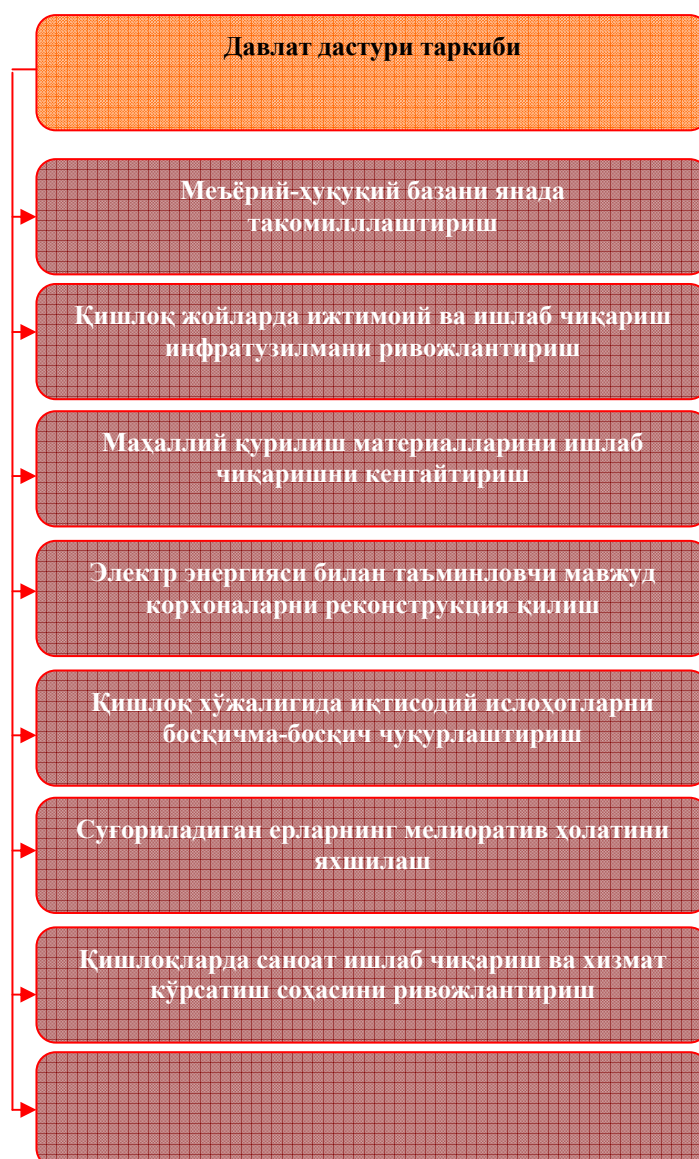 Давлат дастури таркиби
Меъёрий-ҳуқуқий базани янада
такомилллаштириш
Қишлоқ жойларда ижтимоий ва ишлаб чиқариш
инфратузилмани ривожлантириш
Маҳаллий қурилиш материалларини ишлаб
чиқаришни кенгайтириш
Электр энергияси билан таъминловчи мавжуд
корхоналарни реконструкция қилиш
Қишлоқ хўжалигида иқтисодий ислоҳотларни
босқичма-босқич чуқурлаштириш
Суғориладиган ерларнинг мелиоратив ҳолатини
яхшилаш
Қишлоқларда саноат ишлаб чиқариш ва хизмат
кўрсатиш соҳасини ривожлантириш